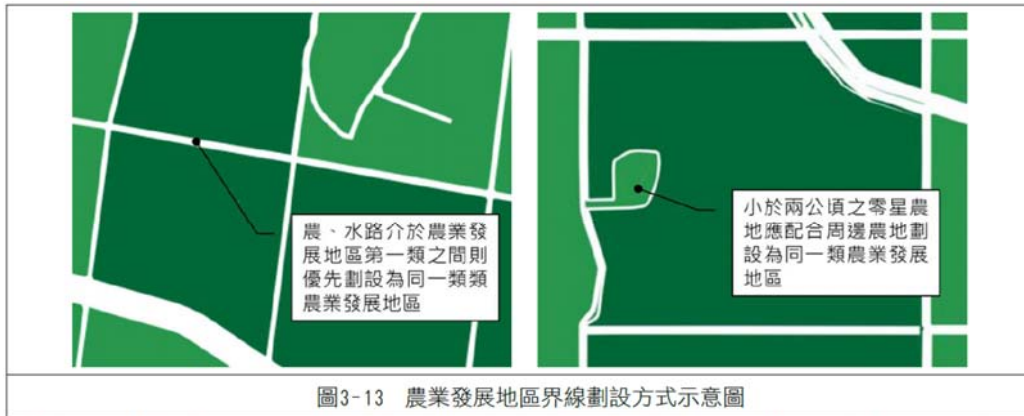 農、水路介於農業發
展地區第一類之間則
優先劃設為同一類類
農業發展地區
小於兩公頃之零星農
地應配合周邊農地劃
設為同一類農業發展
地區
圖3-13 農業發展地區界線劃設方式示意圖